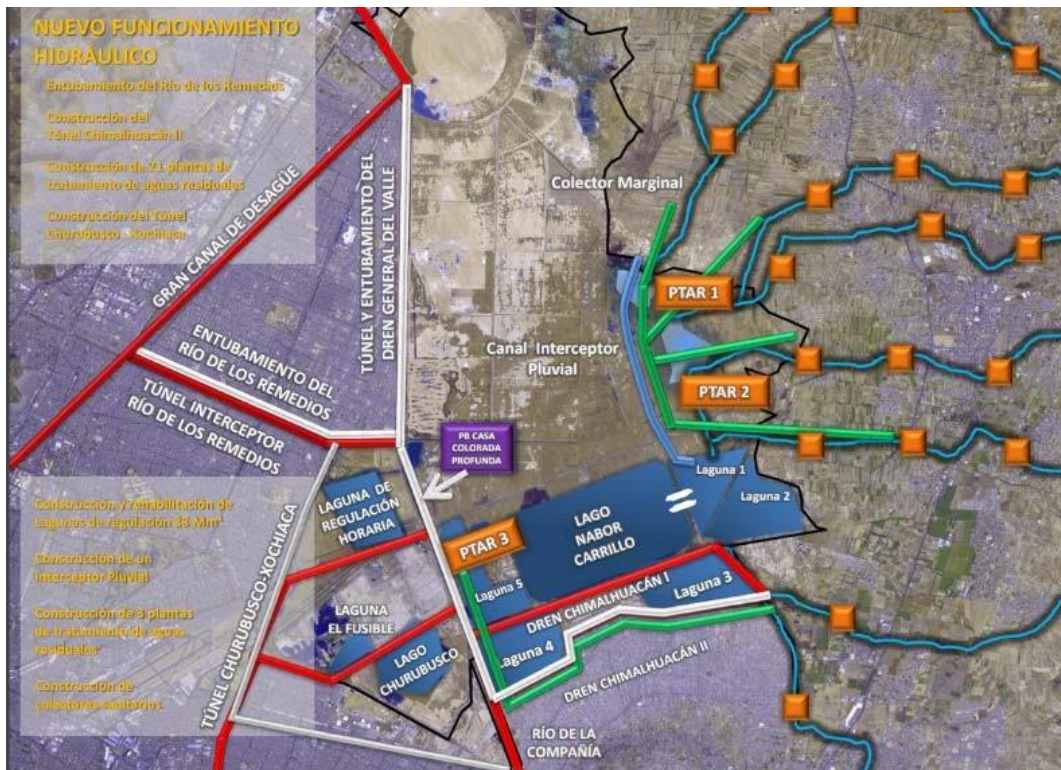 NUEVO FUNCIONAMIENTO
HIDRÀULICO
Entubamiento del Río de los Remedios
Construcción del
Túnel Chimalhuacán II
Construcción de 21 plantas de
tratamiento de aguas residuales
Construcción del Túnel
Churubusco - Xochiaca
GRAN CANAL DE DESAGÜE
TÚNEL Y ENTUBAMIENTO DEL
DREN GENERAL DEL VALLE
Colector Marginal
PTAR 1
Canal Interceptor
Pluvial
PTAR 2
ENTUBAMIENTO DEL
RÍO DE LOS REMEDIOS
TÚNEL INTERCEPTOR
RÍO DE LOS REMEDIOS
PB CASA
COLORADA
PROFUNDA
Laguna 1
Laguna 2
LAGUNA DE
REGULACIÓN
HORARIA
LAGO
NABOR
CARRILLO
PTAR 3
Laguna 5
Laguna 3
DREN CHIMALHUACÁN I
LAGUNA
EL FUSIBLE
LAGO
CHURUBUSCO
Laguna 4
DREN CHIMALHUACÁN II
TÚNEL CHURUBUSCO-XOCHIACA
RÍO DE LA
COMPAÑÍA
Construcción y rehabilitación de
Lagunas de regulación 38 Mm³
Construcción de un
Interceptor Pluvial
Construcción de 3 plantas
de tratamiento de aguas
residuales
Construcción de
colectores sanitarios